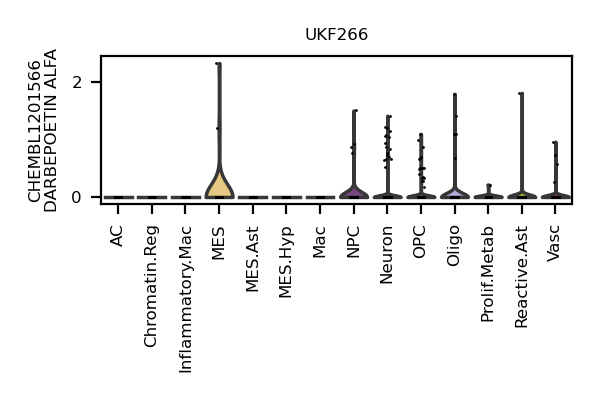 UKF266
CHEMBL1201566
DARBEPOETIN ALFA
2
0
AC
Chromatin.Reg
Inflammatory.Mac
MES
MES.Ast
MES.Hyp
Mac
NPC
Neuron
OPC
Oligo
Prolif.Metab
Reactive.Ast
Vasc